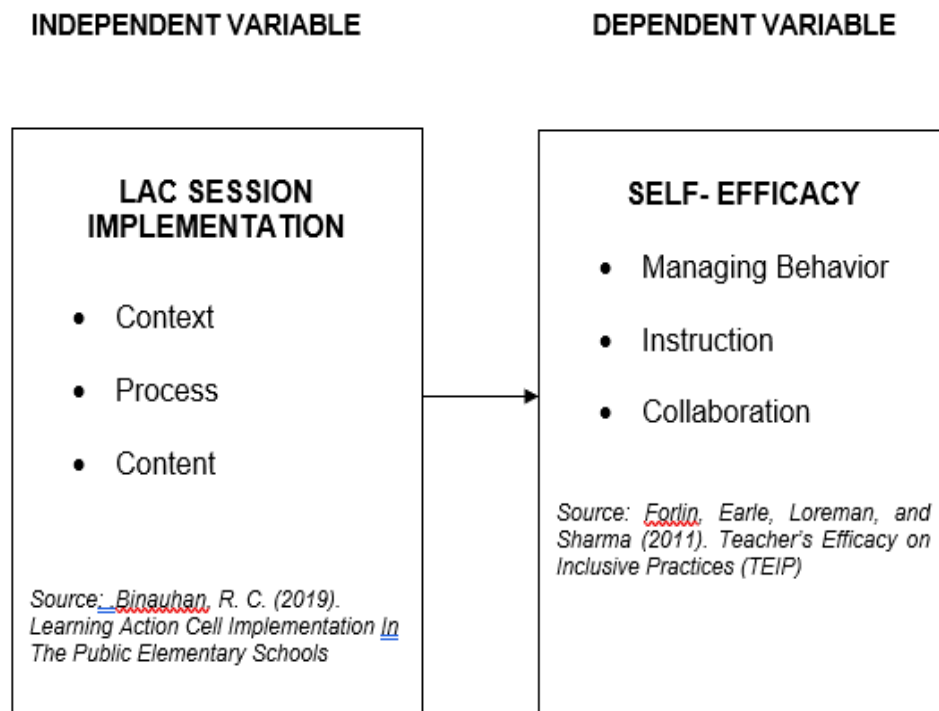 INDEPENDENT VARIABLE
DEPENDENT VARIABLE
LAC SESSION
IMPLEMENTATION
• Context
• Process
• Content
Source: .Binauhan, R. C. (2019).
Learning Action Cell Implementation In
The Public Elementary Schools
SELF- EFFICACY
• Managing Behavior
• Instruction
• Collaboration
Source: Forlin, Earle, Loreman, and
Sharma (2011). Teacher’s Efficacy on
Inclusive Practices (TEIP)